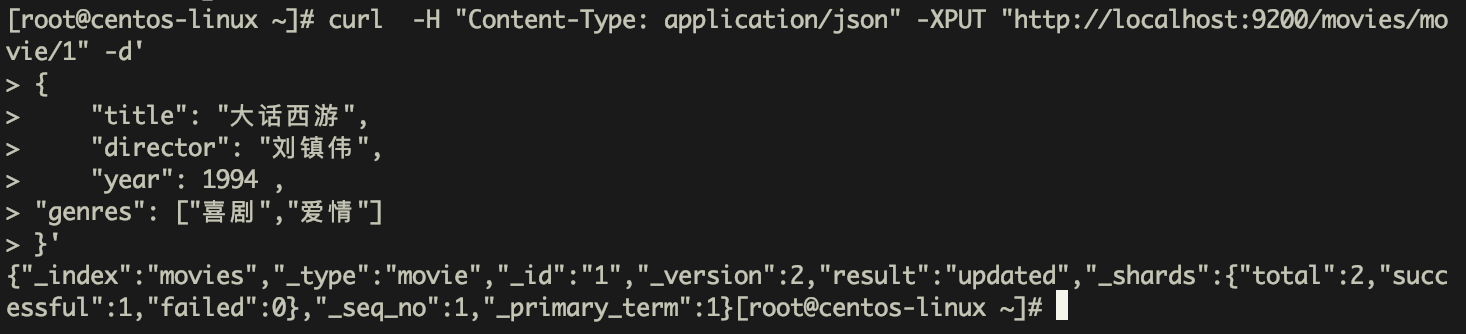 [root@centos-linux ~]# curl  -H "Content-Type: application/json" -XPUT "http://localhost:9200/movies/mo
vie/1" -d'
> {
>     "title": "大话西游",
>     "director": "刘镇伟",
>     "year": 1994 ,
> "genres": ["喜剧","爱情"]
> }'
{"_index":"movies","_type":"movie","_id":"1","_version":2,"result":"updated","_shards":{"total":2,"succ
essful":1,"failed":0},"_seq_no":1,"_primary_term":1}[root@centos-linux ~]#